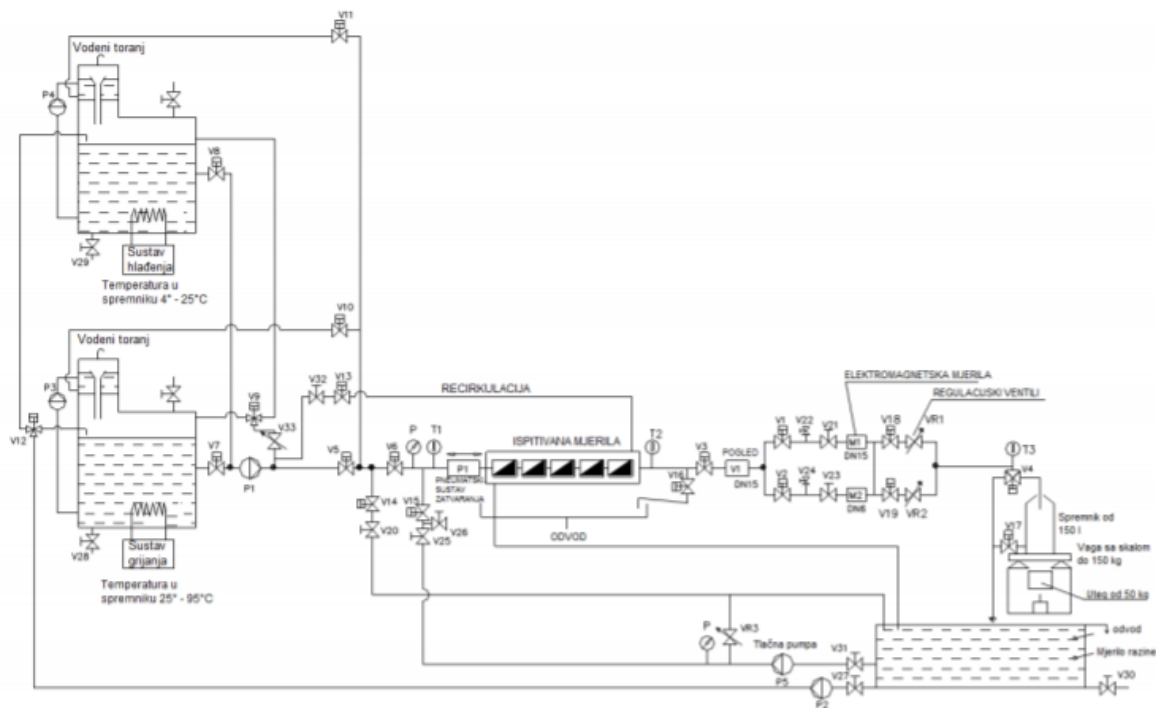 V11
Vodeni toranj
P4
V8
V29
Sustav
hlađenja
Temperatura u
spremniku 4° - 25°C
V10
Vodeni toranj
P3
V9
V12
V7
V33
P1
V28
Sustav
grijanja
Temperatura u
spremniku 25° - 95°C
V32
V13
RECIRKULACIJA
V5
V6
P
T1
ISPITIVANA MJERILA
P1
PNEUMATSKI
SUSTAV
ZATVARANJA
T2
V3
V16
V14
V20
V15
V26
V25
ODVOD
POGLED
V1
DN15
ELEKTROMAGNETSKA MJERILA
REGULACIJSKI VENTILI
V1
V22
V21
M1
DN15
V18
VR1
V2
V24
V23
M2
DN6
V19
VR2
T3
V4
V17
Spremnik od
150 l
Vaga sa skalom
do 150 kg
Uteg od 50 kg
P
VR3
Tlačna pumpa
P5
V31
V27
P2
odvod
Mjerilo razine
V30